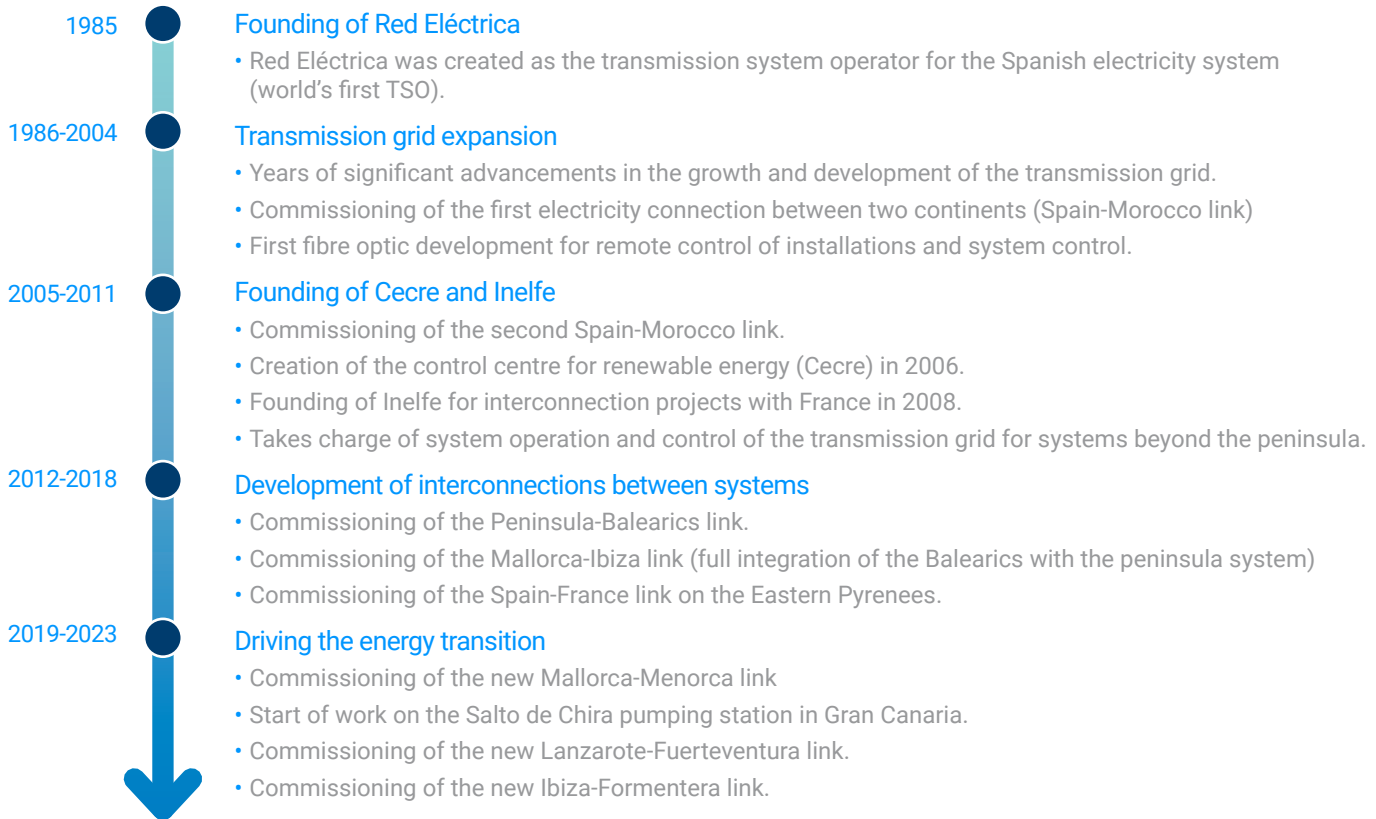 1985
Founding of Red Eléctrica
• Red Eléctrica was created as the transmission system operator for the Spanish electricity system
(world’s first TSO).
1986-2004
Transmission grid expansion
• Years of significant advancements in the growth and development of the transmission grid.
• Commissioning of the first electricity connection between two continents (Spain-Morocco link)
• First fibre optic development for remote control of installations and system control.
2005-2011
Founding of Cecre and Inelfe
• Commissioning of the second Spain-Morocco link.
• Creation of the control centre for renewable energy (Cecre) in 2006.
• Founding of Inelfe for interconnection projects with France in 2008.
• Takes charge of system operation and control of the transmission grid for systems beyond the peninsula.
2012-2018
Development of interconnections between systems
• Commissioning of the Peninsula-Balearics link.
• Commissioning of the Mallorca-Ibiza link (full integration of the Balearics with the peninsula system)
• Commissioning of the Spain-France link on the Eastern Pyrenees.
2019-2023
Driving the energy transition
• Commissioning of the new Mallorca-Menorca link
• Start of work on the Salto de Chira pumping station in Gran Canaria.
• Commissioning of the new Lanzarote-Fuerteventura link.
• Commissioning of the new Ibiza-Formentera link.